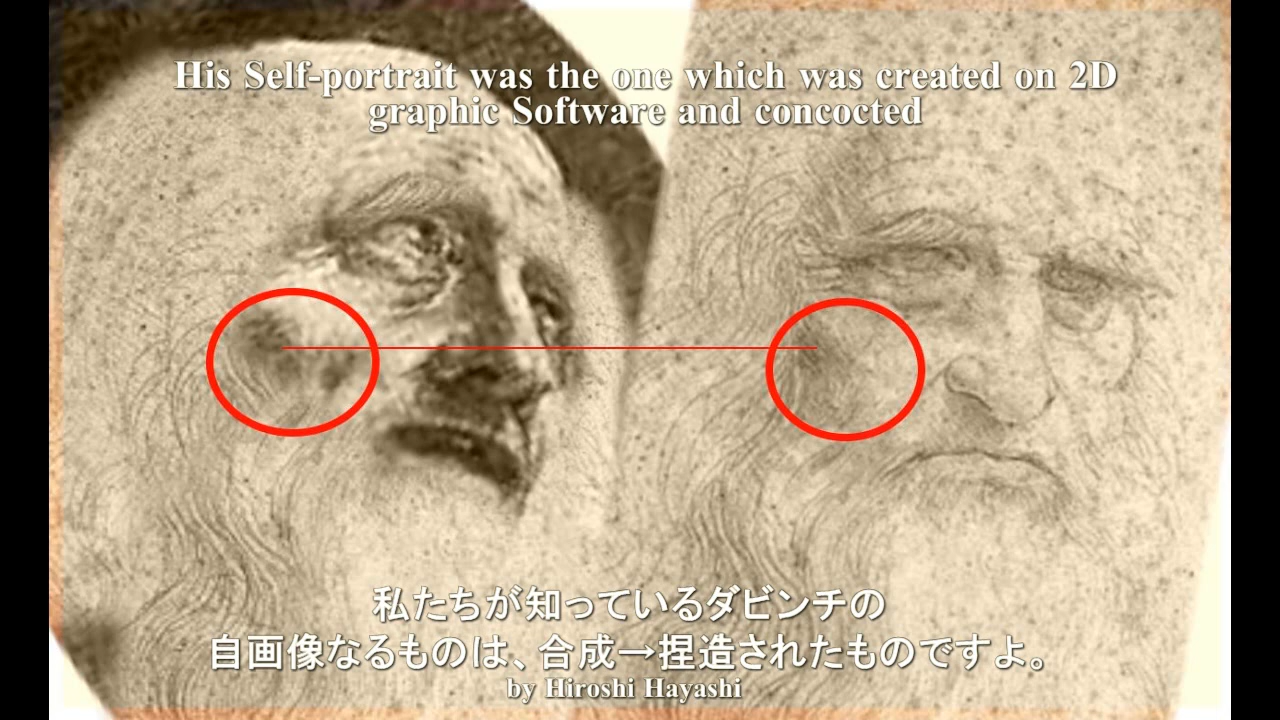 His Self-portrait was the one which was created on 2D
graphic Software and concocted
私たちが知っているダビンチの
自画像なるものは、合成→捏造されたものですよ。
by Hiroshi Hayashi